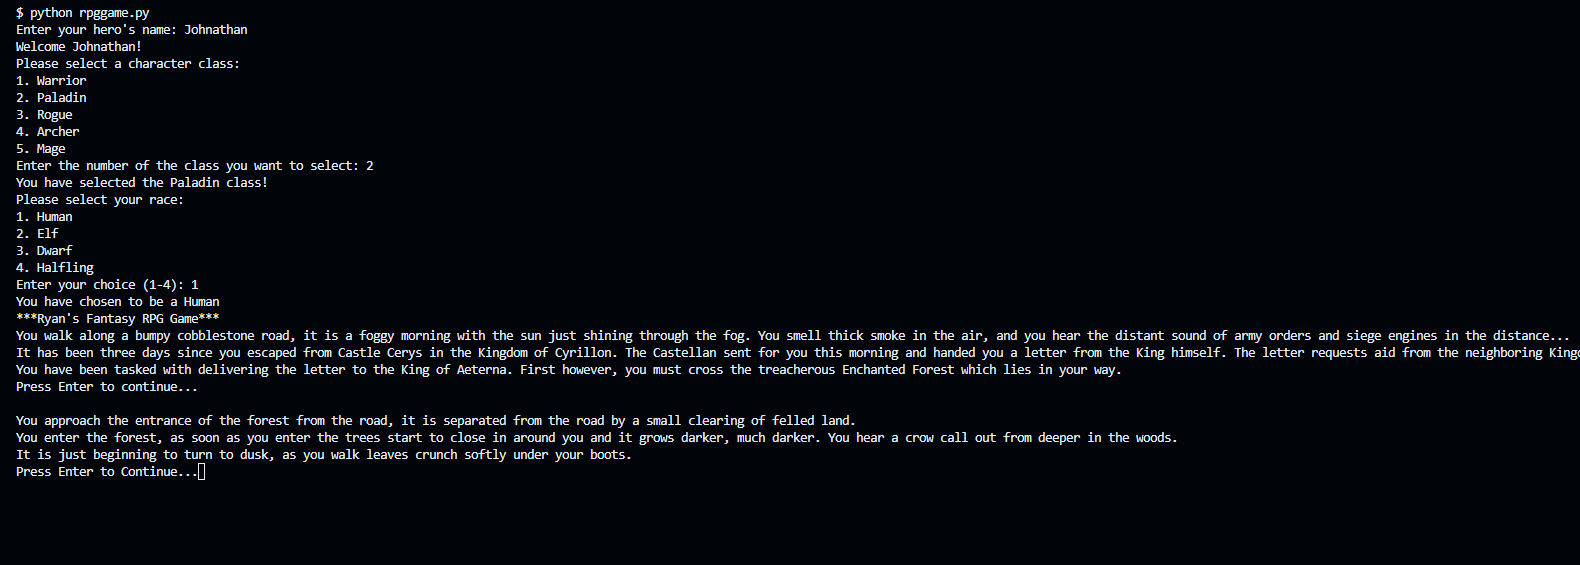 $ python rpggame.py
Enter your hero's name: Johnathan
Welcome Johnathan!
Please select a character class:
1. Warrior
2. Paladin
3. Rogue
4. Archer
5. Mage
Enter the number of the class you want to select: 2
You have selected the Paladin class!
Please select your race:
1. Human
2. Elf
3. Dwarf
4. Halfling
Enter your choice (1-4): 1
You have chosen to be a Human
***Ryan's Fantasy RPG Game***
You walk along a bumpy cobblestone road, it is a foggy morning with the sun just shining through the fog. You smell thick smoke in the air, and you hear the distant sound of army orders and siege engines in the distance...
It has been three days since you escaped from Castle Cerys in the Kingdom of Cyrillon. The Castellan sent for you this morning and handed you a letter from the King himself. The letter requests aid from the neighboring
You have been tasked with delivering the letter to the King of Aeterna. First however, you must cross the treacherous Enchanted Forest which lies in your way.
Press Enter to continue...
You approach the entrance of the forest from the road, it is separated from the road by a small clearing of felled land.
You enter the forest, as soon as you enter the trees start to close in around you and it grows darker, much darker. You hear a crow call out from deeper in the woods.
It is just beginning to turn to dusk, as you walk leaves crunch softly under your boots.
Press Enter to Continue...